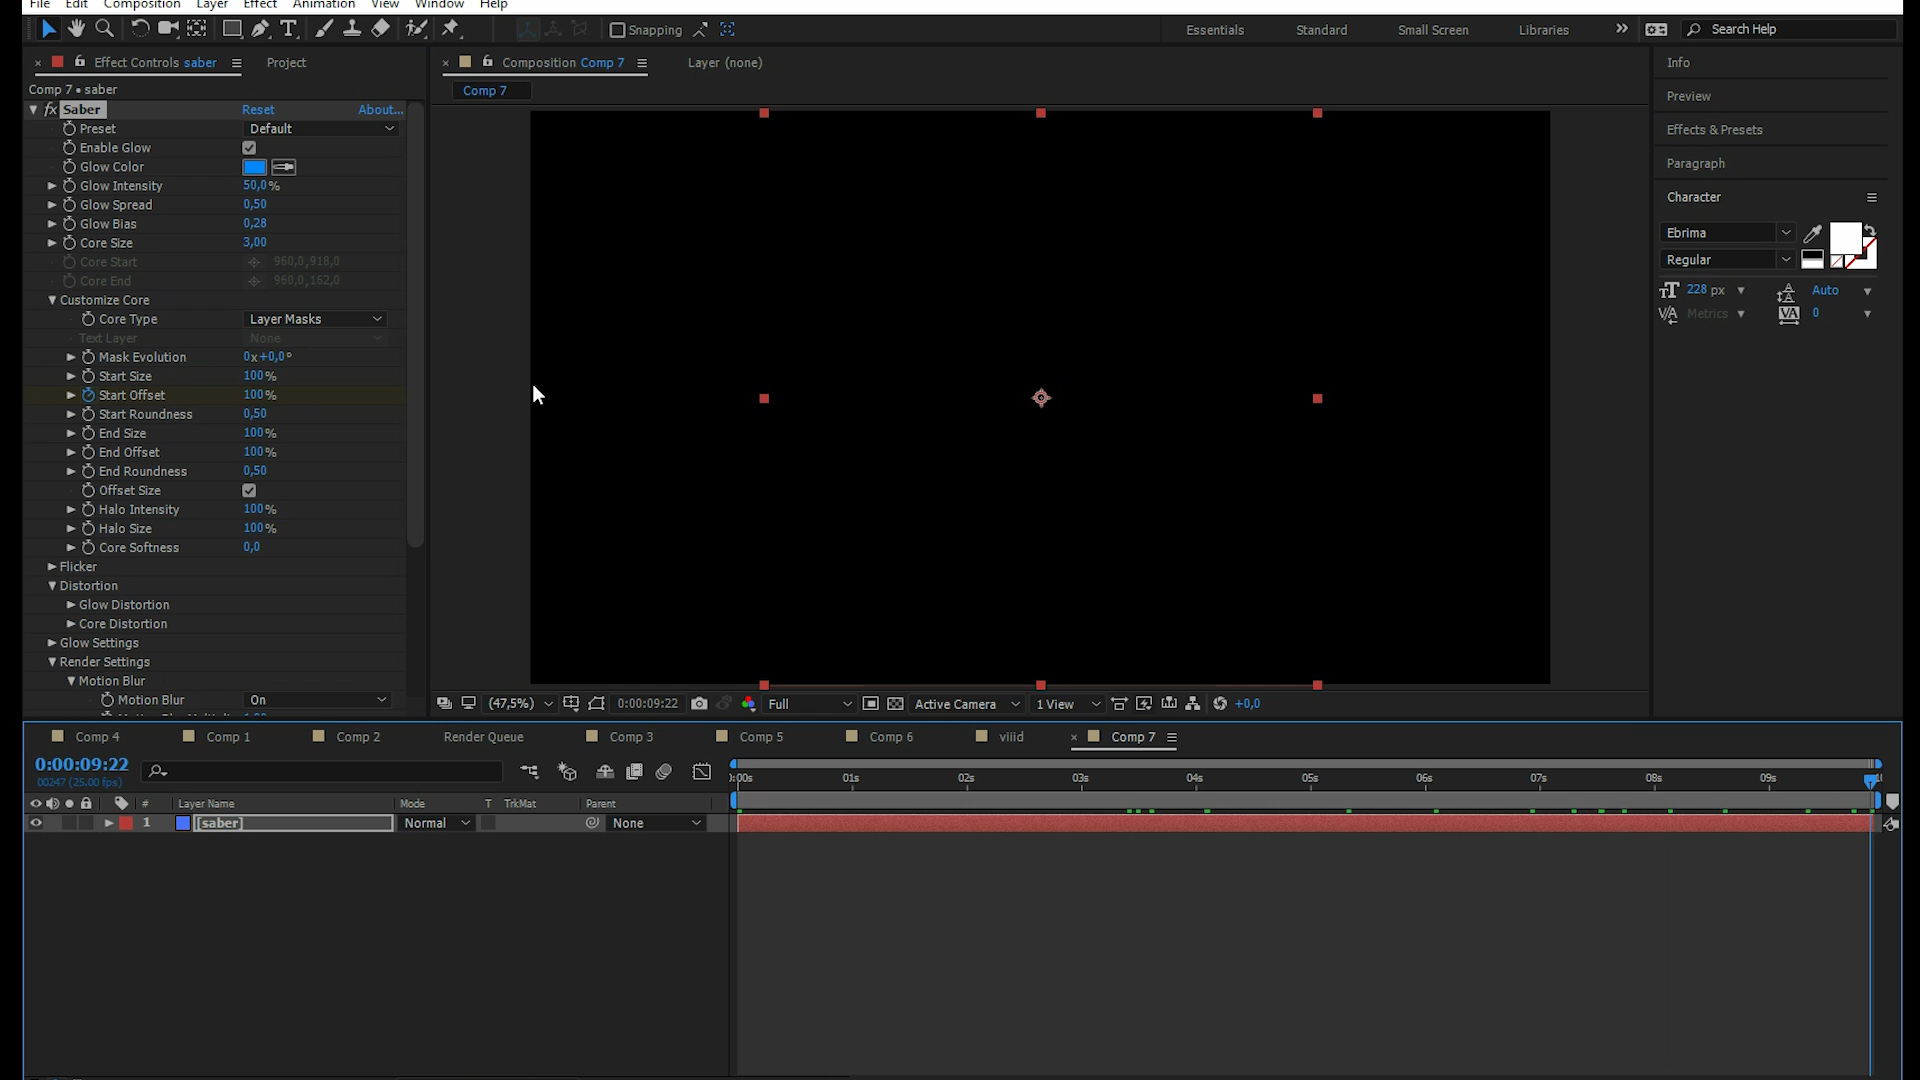 File Edit Composition Layer Effect Animation View Window Help
Snapping
Essentials Standard Small Screen Libraries » Search Help
Effect Controls saber Project
Composition Comp 7 Layer (none)
Info
Comp 7 • saber
Comp 7
Preview
fx Saber Reset About...
Preset Default
Effects & Presets
Enable Glow
Glow Color
Paragraph
Glow Intensity 50,0%
Character
Glow Spread 0,50
Glow Bias 0,28
Ebrima
Core Size 3,00
Regular
Core Start 960,0,918,0
Core End 960,0,162,0
228 px Auto
Customize Core
Metrics 0
Core Type Layer Masks
Text Layer None
Mask Evolution 0x+0,0°
Start Size 100%
Start Offset 100%
Start Roundness 0,50
End Size 100%
End Offset 100%
End Roundness 0,50
Offset Size
Halo Intensity 100%
Halo Size 100%
Core Softness 0,0
Flicker
Distortion
Glow Distortion
Core Distortion
Glow Settings
Render Settings
Motion Blur
Motion Blur On
(47,5%) 0:00:09:22 Full Active Camera 1 View +0,0
Comp 4 Comp 1 Comp 2 Render Queue Comp 3 Comp 5 Comp 6 viiid Comp 7
0:00:09:22
00247 (25.00 fps)
:00s 01s 02s 03s 04s 05s 06s 07s 08s 09s
# Layer Name Mode T TrkMat Parent
1 [saber] Normal None